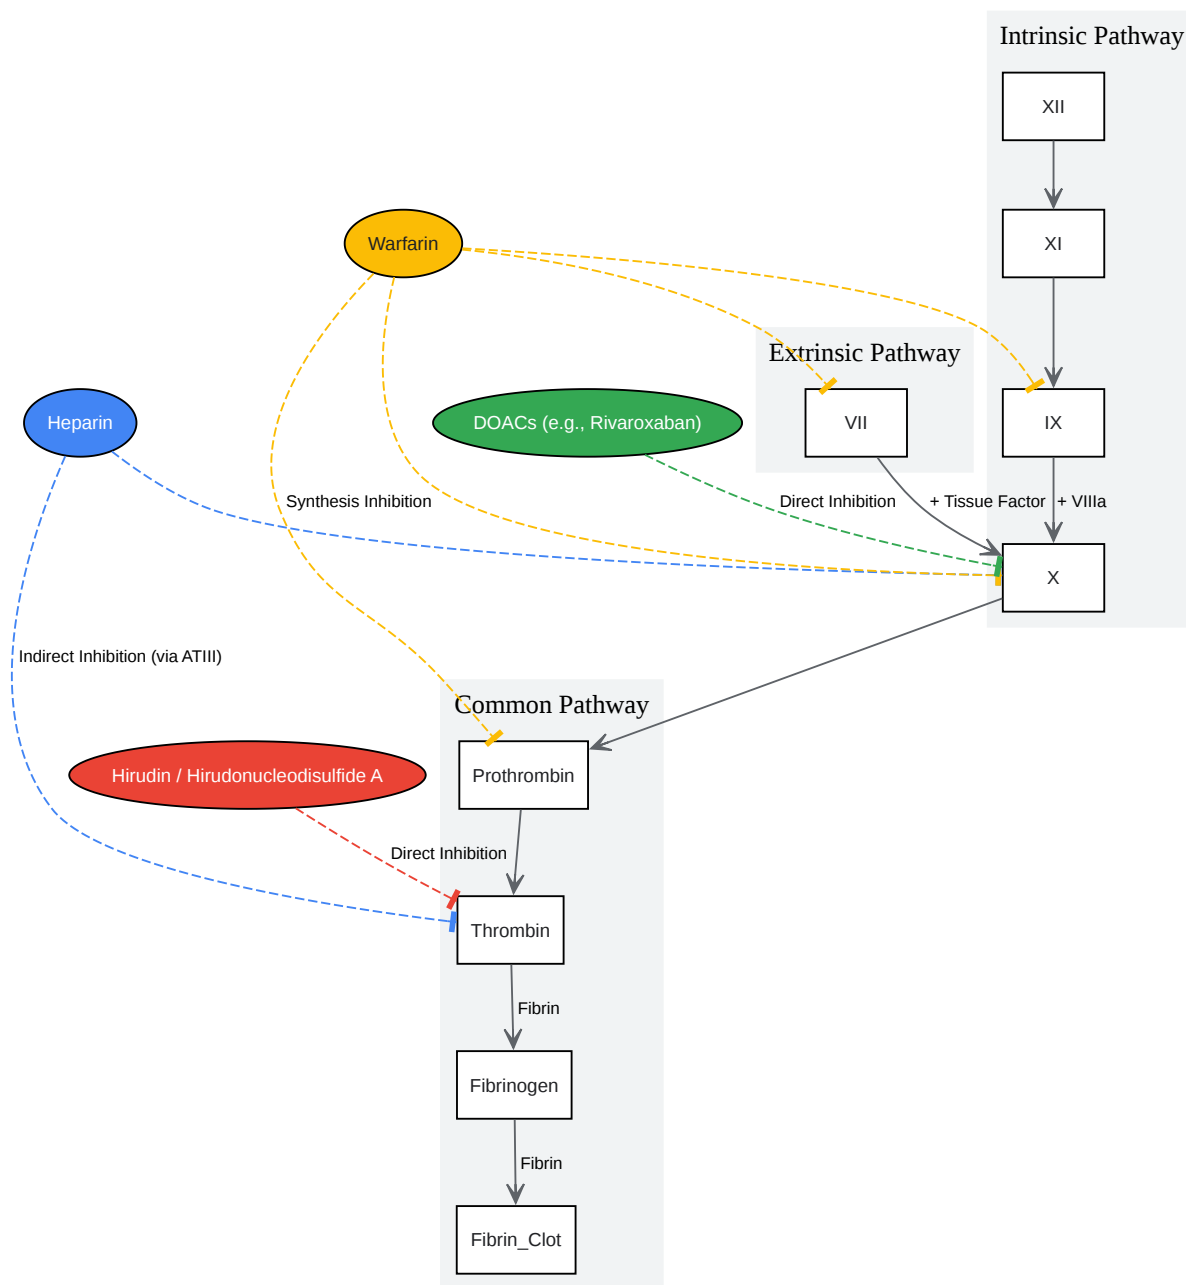 Intrinsic Pathway
XII
XI
Warfarin
Extrinsic Pathway
Heparin
DOACs (e.g., Rivaroxaban)
VII
IX
Synthesis Inhibition
Direct Inhibition
+ Tissue Factor
+ VIIIa
X
Indirect Inhibition (via ATIII)
Common Pathway
Hirudin / Hirudonucleodisulfide A
Prothrombin
Direct Inhibition
Thrombin
Fibrin
Fibrinogen
Fibrin
Fibrin_Clot